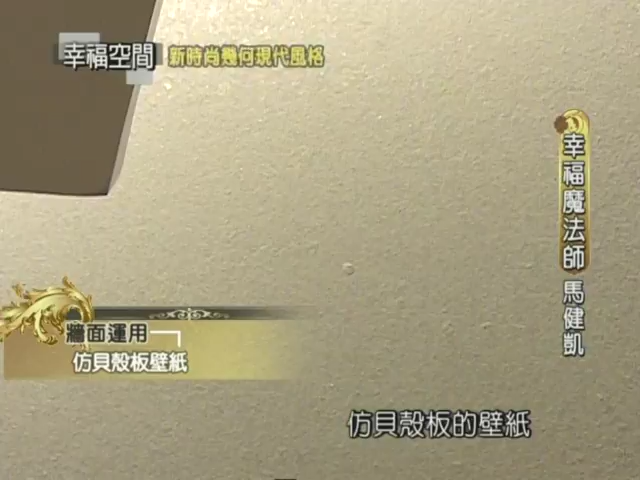 幸福空間 新時尚幾何現代風格
幸福魔法師 馬健凱
牆面運用
仿貝殼板壁紙
仿貝殼板的壁紙